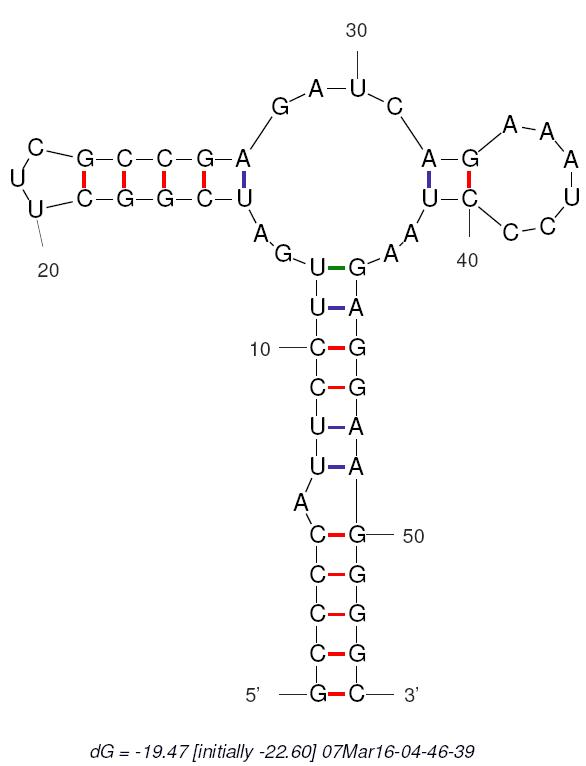 30
A U
G C
A A
C G C C G A A G A
U
U C G G C U U C U
A A C C
G A 40
20 U G
U A
10 C G
C G
U A
U A
A
C G 50
C G
C G
C G
5' G C 3'
dG = -19.47 [initially -22.60] 07Mar16-04-46-39